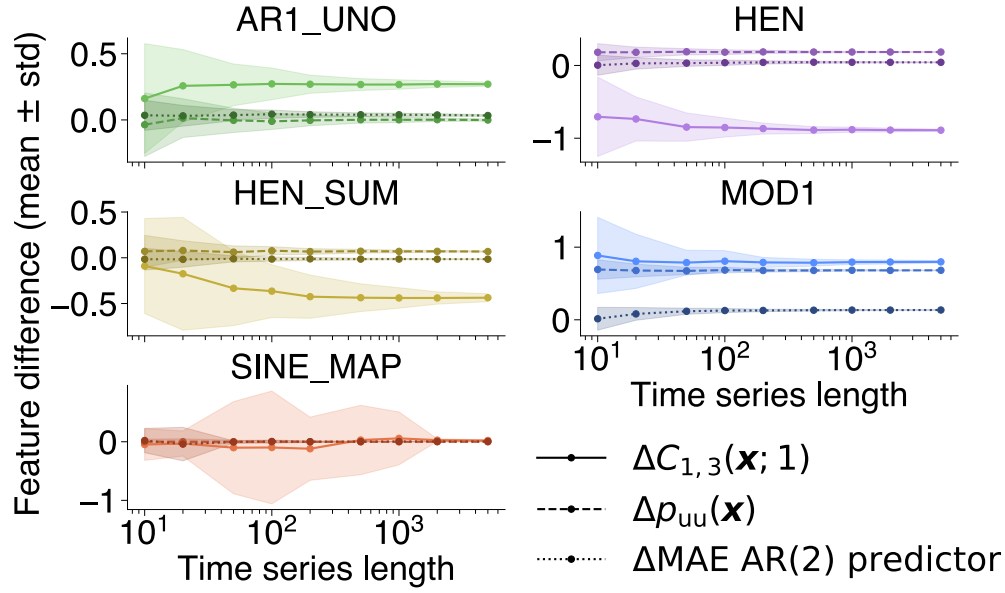 Feature difference (mean ± std)
AR1_UNO
0.5
0.0
HEN
0
−1
HEN_SUM
0.5
0.0
−0.5
MOD1
1
0
10¹ 10² 10³
Time series length
SINE_MAP
0
−1
10¹ 10² 10³
Time series length
ΔC₁,₃(x; 1)
Δpᵤᵤ(x)
ΔMAE AR(2) predictor